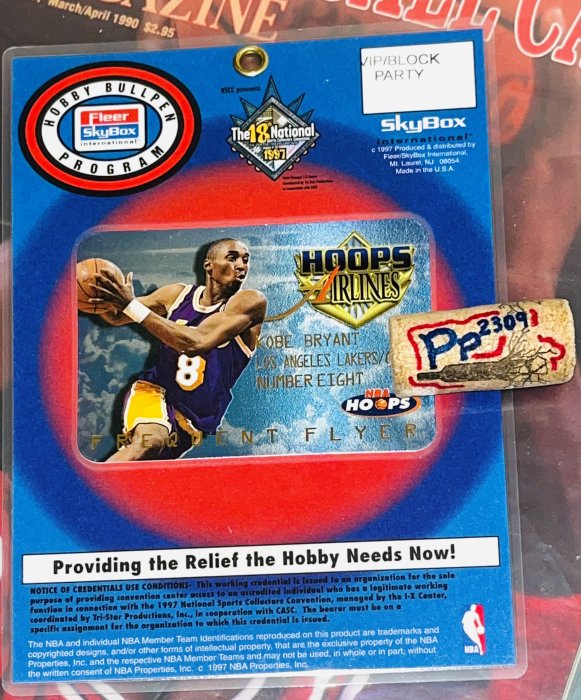 March/April 1990 $2.95
AZINE
HOBBY BULLPEN
Fleer
SkyBox
international
PROGRAM
NSCC presents
The 18th National
1997
VIP/BLOCK
PARTY
SkyBox
international
© 1997 Produced & distributed by
Fleer/SkyBox International,
Mt. Laurel, NJ 08054.
Made in the U.S.A.
HOOPS
AIRLINES
KOBE BRYANT
LOS ANGELES LAKERS/
NUMBER EIGHT
8
NBA
HOOPS
FREQUENT FLYER
Pp 2309
Providing the Relief the Hobby Needs Now!
NOTICE OF CREDENTIALS USE CONDITIONS- This working credential is issued to an organization for the sole
purpose of providing convention center access to an accredited individual who has a legitimate working
function in connection with the 1997 National Sports Collectors Convention, managed by the I-X Center,
coordinated by Tri-Star Productions, Inc., in cooperation with CASC. The bearer must be on a
specific assignment for the organization to which this credential is issued.
The NBA and individual NBA Member Team Identifications reproduced on this product are trademarks and
copyrighted designs, and/or other forms of intellectual property, that are the exclusive property of the NBA
Properties, Inc. and the respective NBA Member Teams and may not be used, in whole or in part, without
the written consent of NBA Properties, Inc. © 1997 NBA Properties, Inc.
NBA